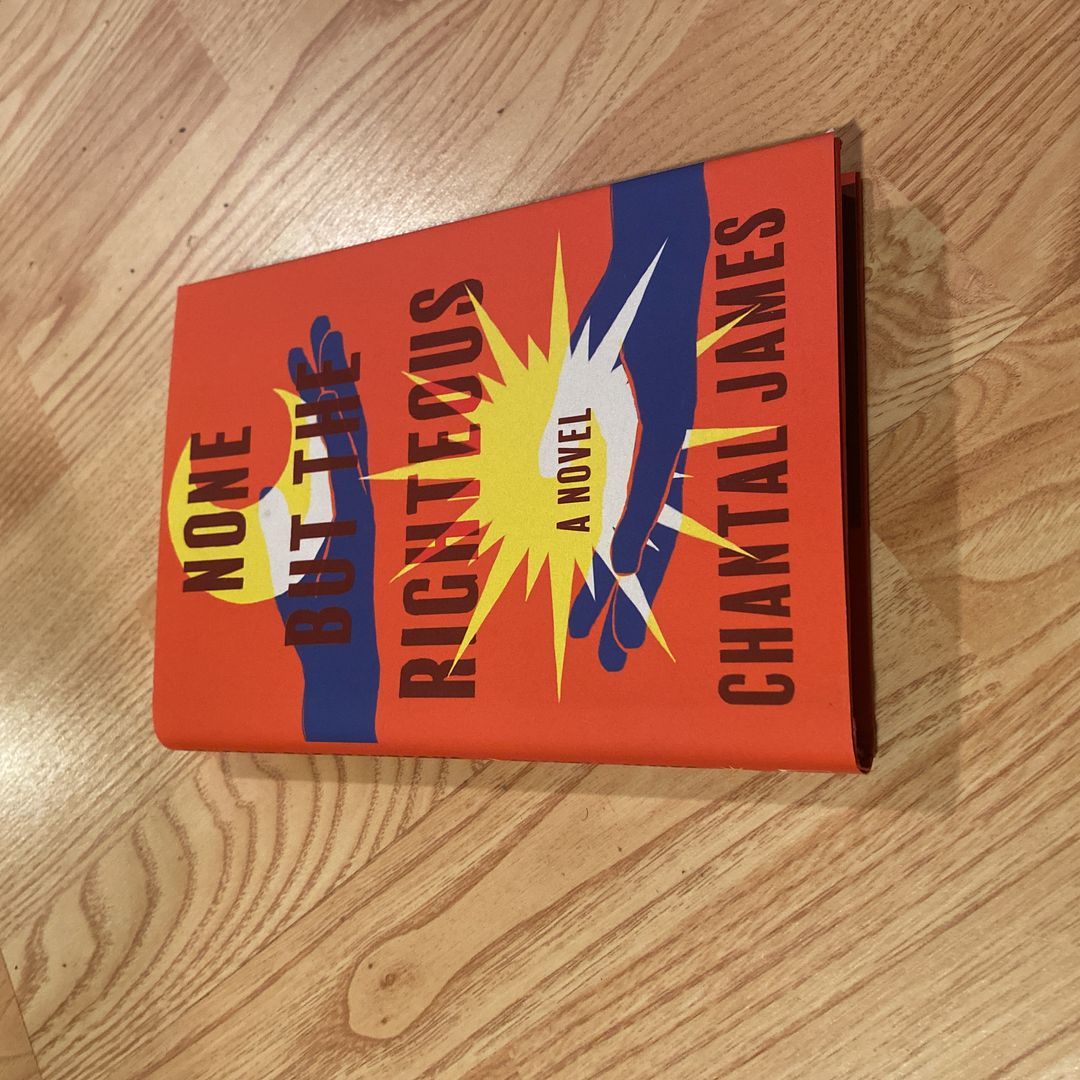 NONE
BUT THE
RIGHTEOUS
A NOVEL
CHANTAL JAMES